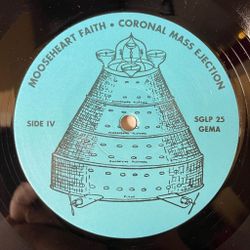 MOOSEHEART FAITH • CORONAL MASS EJECTION
SIDE IV
SGLP 25
GEMA